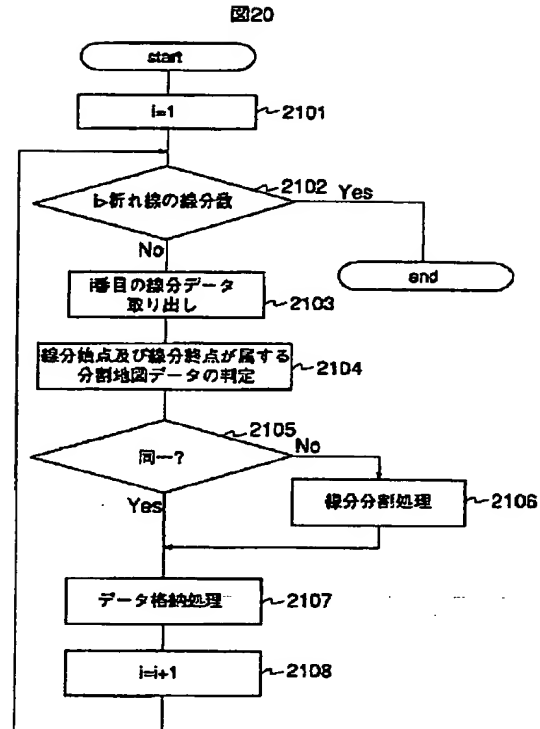 図20
start
i=1
2101
i>折れ線の線分数
2102
Yes
No
end
i番目の線分データ
取り出し
2103
線分始点及び線分終点が属する
分割地図データの判定
2104
2105
同一?
No
Yes
線分分割処理
2106
データ格納処理
2107
i=i+1
2108